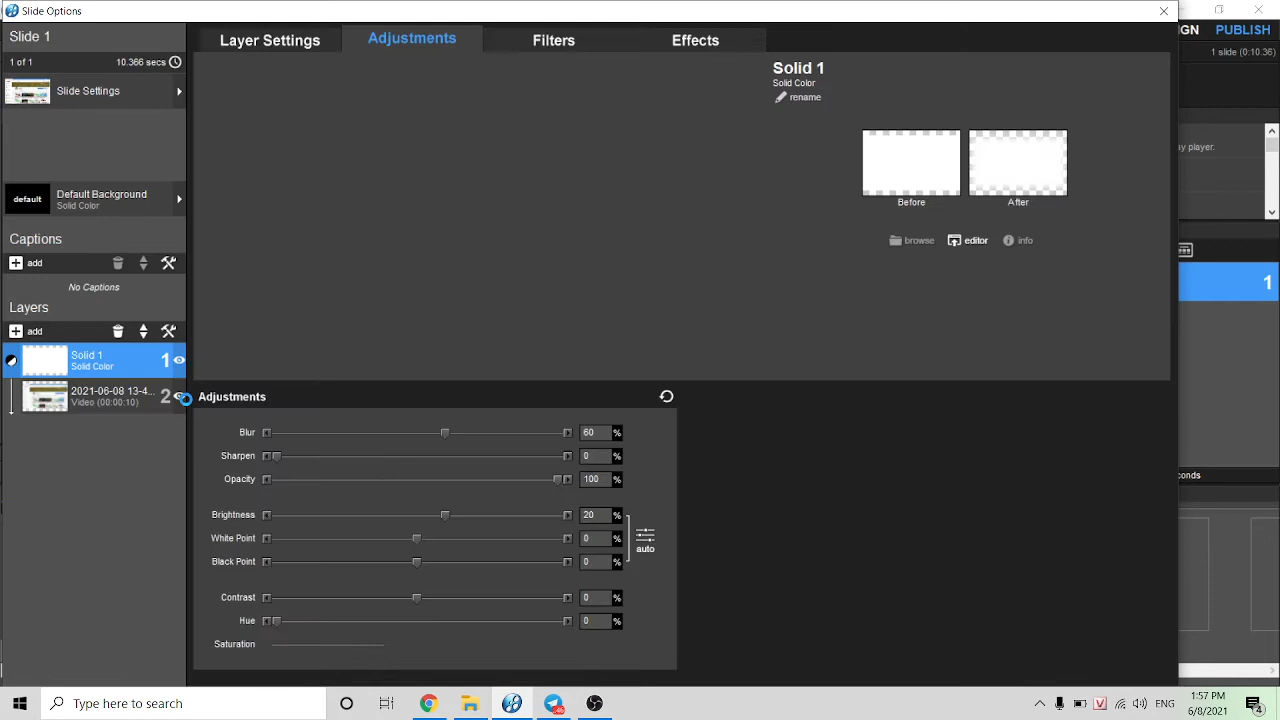 Slide Options
Slide 1
1 of 1
10.366 secs
Slide Settings
default
Default Background
Solid Color
Captions
add
No Captions
Layers
add
Solid 1
Solid Color
1
2021-06-08 13-4...
Video (00:00:10)
2
Layer Settings
Adjustments
Filters
Effects
Solid 1
Solid Color
rename
Before
After
browse
editor
info
Adjustments
Blur 60 %
Sharpen 0 %
Opacity 100 %
Brightness 20 %
White Point 0 %
Black Point 0 %
auto
Contrast 0 %
Hue 0 %
Saturation
GN
PUBLISH
1 slide (0:10.36)
ay player.
1
conds
Type here to search
V
ENG
1:57 PM
6/8/2021
4